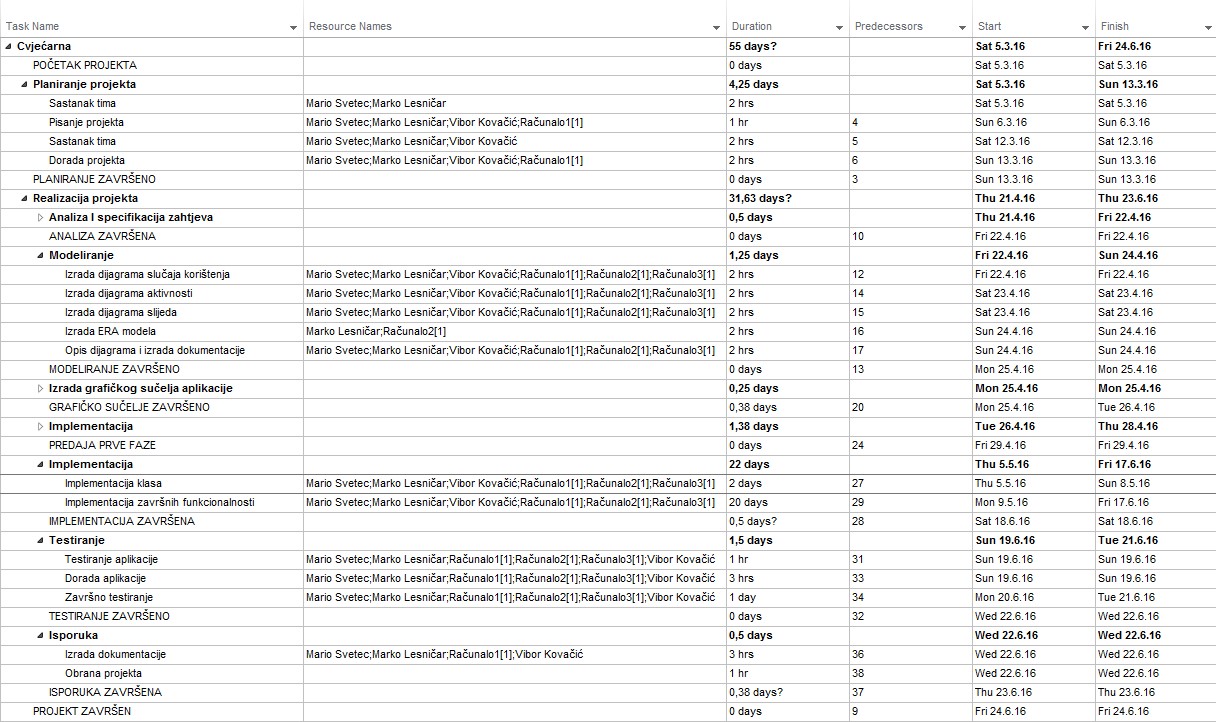 Task Name Resource Names Duration Predecessors Start Finish
Cvjećarna 55 days? Sat 5.3.16 Fri 24.6.16
POČETAK PROJEKTA 0 days Sat 5.3.16 Sat 5.3.16
Planiranje projekta 4,25 days Sat 5.3.16 Sun 13.3.16
Sastanak tima Mario Svetec;Marko Lesničar 2 hrs Sat 5.3.16 Sat 5.3.16
Pisanje projekta Mario Svetec;Marko Lesničar;Vibor Kovačić;Računalo1[1] 1 hr 4 Sun 6.3.16 Sun 6.3.16
Sastanak tima Mario Svetec;Marko Lesničar;Vibor Kovačić 2 hrs 5 Sat 12.3.16 Sat 12.3.16
Dorada projekta Mario Svetec;Marko Lesničar;Vibor Kovačić;Računalo1[1] 2 hrs 6 Sun 13.3.16 Sun 13.3.16
PLANIRANJE ZAVRŠENO 0 days 3 Sun 13.3.16 Sun 13.3.16
Realizacija projekta 31,63 days? Thu 21.4.16 Thu 23.6.16
Analiza I specifikacija zahtjeva 0,5 days Thu 21.4.16 Fri 22.4.16
ANALIZA ZAVRŠENA 0 days 10 Fri 22.4.16 Fri 22.4.16
Modeliranje 1,25 days Fri 22.4.16 Sun 24.4.16
Izrada dijagrama slučaja korištenja Mario Svetec;Marko Lesničar;Vibor Kovačić;Računalo1[1];Računalo2[1];Računalo3[1] 2 hrs 12 Fri 22.4.16 Fri 22.4.16
Izrada dijagrama aktivnosti Mario Svetec;Marko Lesničar;Vibor Kovačić;Računalo1[1];Računalo2[1];Računalo3[1] 2 hrs 14 Sat 23.4.16 Sat 23.4.16
Izrada dijagrama slijeda Mario Svetec;Marko Lesničar;Vibor Kovačić;Računalo1[1];Računalo2[1];Računalo3[1] 2 hrs 15 Sat 23.4.16 Sat 23.4.16
Izrada ERA modela Marko Lesničar;Računalo2[1] 2 hrs 16 Sun 24.4.16 Sun 24.4.16
Opis dijagrama i izrada dokumentacije Mario Svetec;Marko Lesničar;Vibor Kovačić;Računalo1[1];Računalo2[1];Računalo3[1] 2 hrs 17 Sun 24.4.16 Sun 24.4.16
MODELIRANJE ZAVRŠENO 0 days 13 Mon 25.4.16 Mon 25.4.16
Izrada grafičkog sučelja aplikacije 0,25 days Mon 25.4.16 Mon 25.4.16
GRAFIČKO SUČELJE ZAVRŠENO 0,38 days 20 Mon 25.4.16 Tue 26.4.16
Implementacija 1,38 days Tue 26.4.16 Thu 28.4.16
PREDAJA PRVE FAZE 0 days 24 Fri 29.4.16 Fri 29.4.16
Implementacija 22 days Thu 5.5.16 Fri 17.6.16
Implementacija klasa Mario Svetec;Marko Lesničar;Vibor Kovačić;Računalo1[1];Računalo2[1];Računalo3[1] 2 days 27 Thu 5.5.16 Sun 8.5.16
Implementacija završnih funkcionalnosti Mario Svetec;Marko Lesničar;Vibor Kovačić;Računalo1[1];Računalo2[1];Računalo3[1] 20 days 29 Mon 9.5.16 Fri 17.6.16
IMPLEMENTACIJA ZAVRŠENA 0,5 days? 28 Sat 18.6.16 Sat 18.6.16
Testiranje 1,5 days Sun 19.6.16 Tue 21.6.16
Testiranje aplikacije Mario Svetec;Marko Lesničar;Računalo1[1];Računalo2[1];Računalo3[1];Vibor Kovačić 1 hr 31 Sun 19.6.16 Sun 19.6.16
Dorada aplikacije Mario Svetec;Marko Lesničar;Računalo1[1];Računalo2[1];Računalo3[1];Vibor Kovačić 3 hrs 33 Sun 19.6.16 Sun 19.6.16
Završno testiranje Mario Svetec;Marko Lesničar;Računalo1[1];Računalo2[1];Računalo3[1];Vibor Kovačić 1 day 34 Mon 20.6.16 Tue 21.6.16
TESTIRANJE ZAVRŠENO 0 days 32 Wed 22.6.16 Wed 22.6.16
Isporuka 0,5 days Wed 22.6.16 Wed 22.6.16
Izrada dokumentacije Mario Svetec;Marko Lesničar;Računalo1[1];Vibor Kovačić 3 hrs 36 Wed 22.6.16 Wed 22.6.16
Obrana projekta 1 hr 38 Wed 22.6.16 Wed 22.6.16
ISPORUKA ZAVRŠENA 0,38 days? 37 Thu 23.6.16 Thu 23.6.16
PROJEKT ZAVRŠEN 0 days 9 Fri 24.6.16 Fri 24.6.16